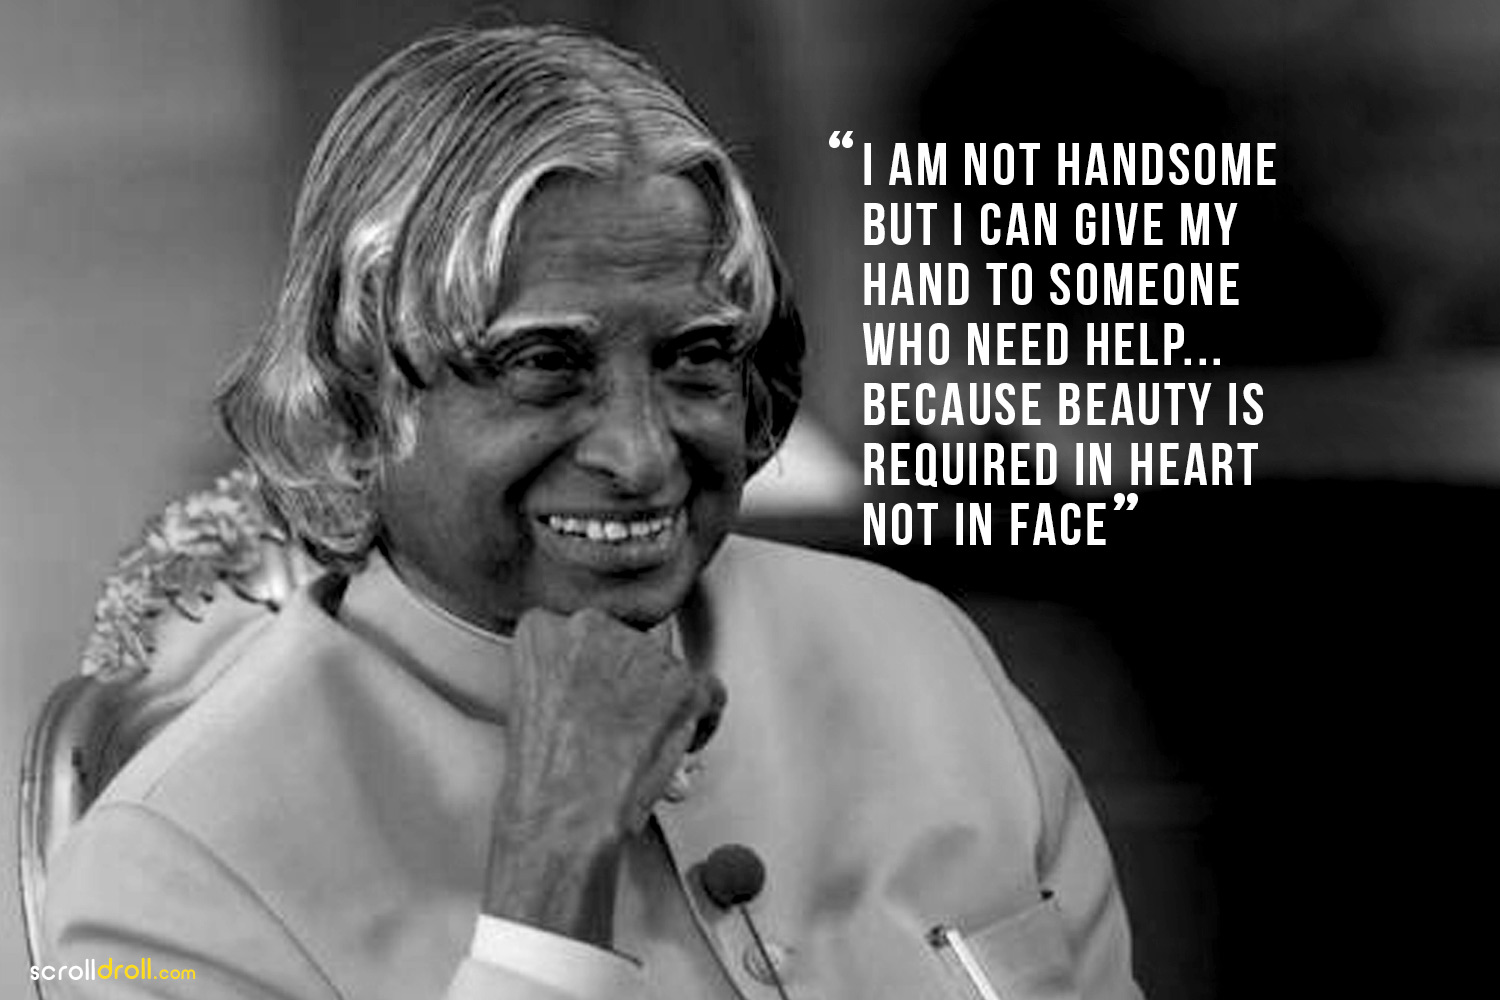 “I AM NOT HANDSOME
BUT I CAN GIVE MY
HAND TO SOMEONE
WHO NEED HELP...
BECAUSE BEAUTY IS
REQUIRED IN HEART
NOT IN FACE”
scrolldroll.com